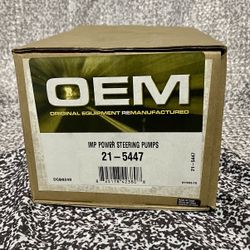 OEM
ORIGINAL EQUIPMENT REMANUFACTURED
IMP POWER STEERING PUMPS
21-5447
21-5447